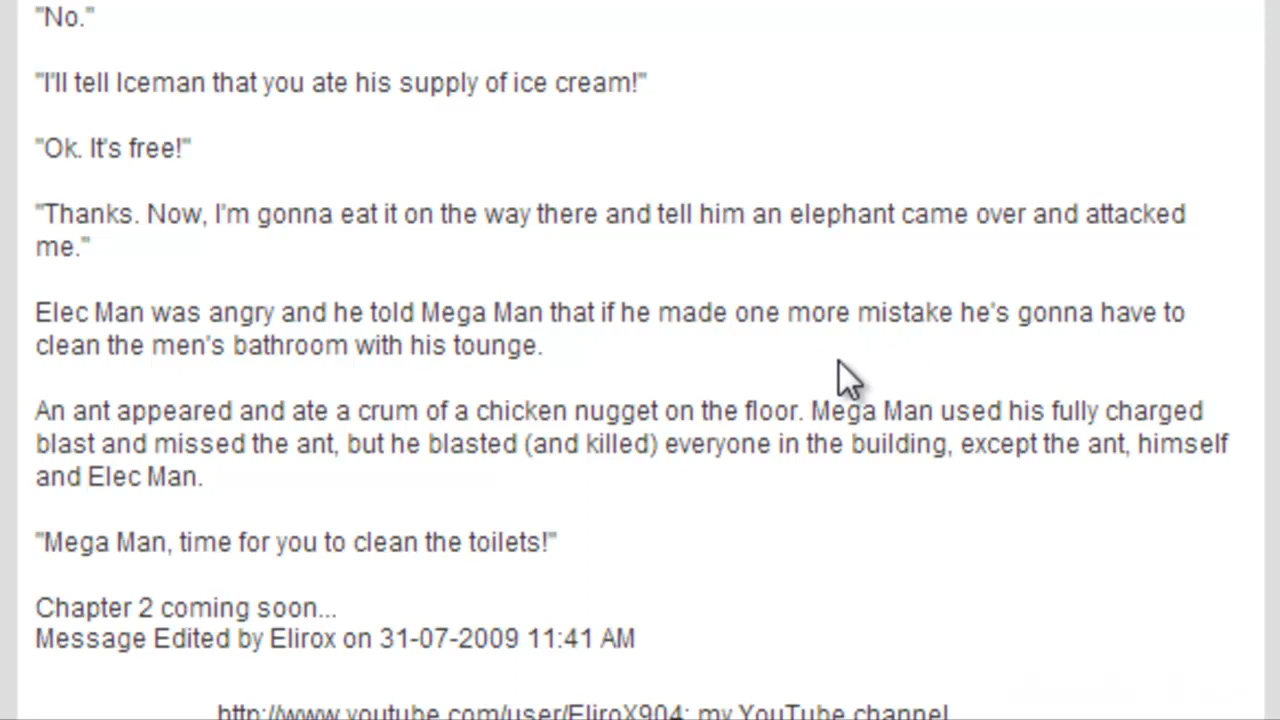 "No."
"I'll tell Iceman that you ate his supply of ice cream!"
"Ok. It's free!"
"Thanks. Now, I'm gonna eat it on the way there and tell him an elephant came over and attacked
me."
Elec Man was angry and he told Mega Man that if he made one more mistake he's gonna have to
clean the men's bathroom with his tounge.
An ant appeared and ate a crum of a chicken nugget on the floor. Mega Man used his fully charged
blast and missed the ant, but he blasted (and killed) everyone in the building, except the ant, himself
and Elec Man.
"Mega Man, time for you to clean the toilets!"
Chapter 2 coming soon...
Message Edited by Elirox on 31-07-2009 11:41 AM
http://www.youtube.com/user/EliroX904: my YouTube channel